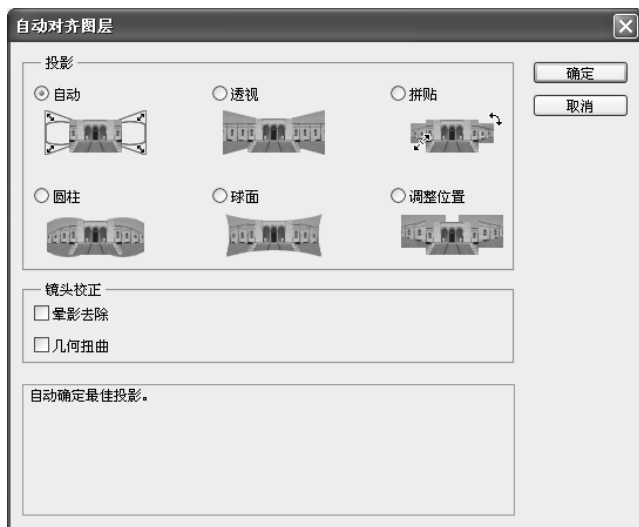 自动对齐图层
投影
自动
透视
拼贴
圆柱
球面
调整位置
镜头校正
晕影去除
几何扭曲
自动确定最佳投影。
确定
取消